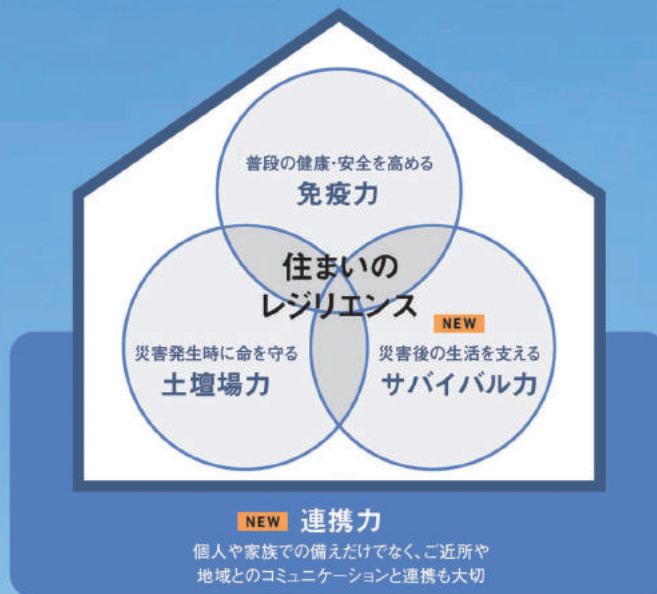 普段の健康・安全を高める
免疫力
住まいの
レジリエンス
災害発生時に命を守る
土壇場力
NEW
災害後の生活を支える
サバイバル力
NEW 連携力
個人や家族での備えだけでなく、ご近所や
地域とのコミュニケーションと連携も大切